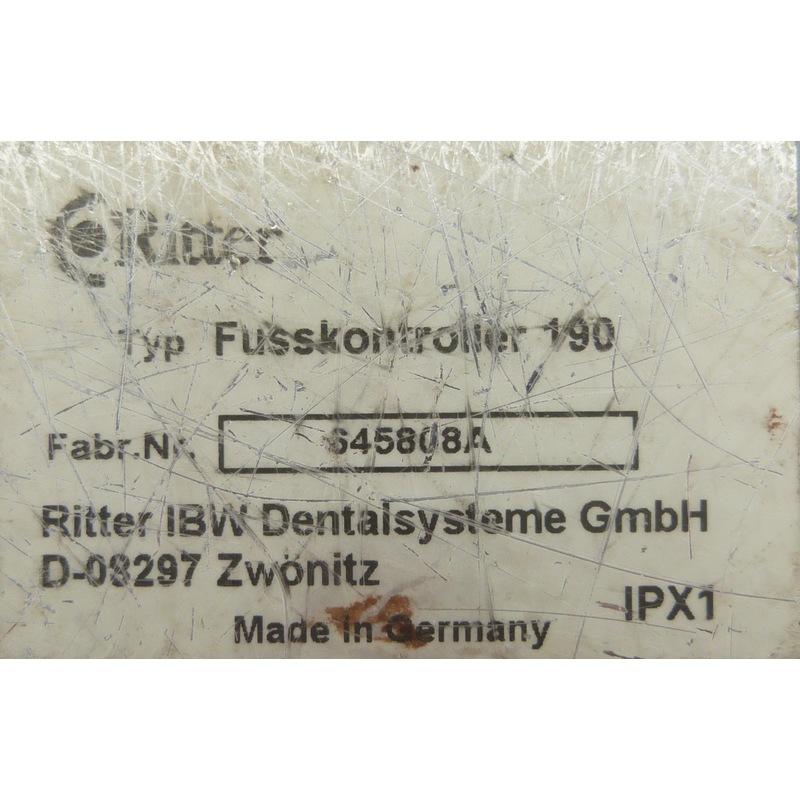 Ritter
Typ Fusskontroller 190
Fabr.Nr. 645808A
Ritter IBW Dentalsysteme GmbH
D-08297 Zwönitz
IPX1
Made in Germany